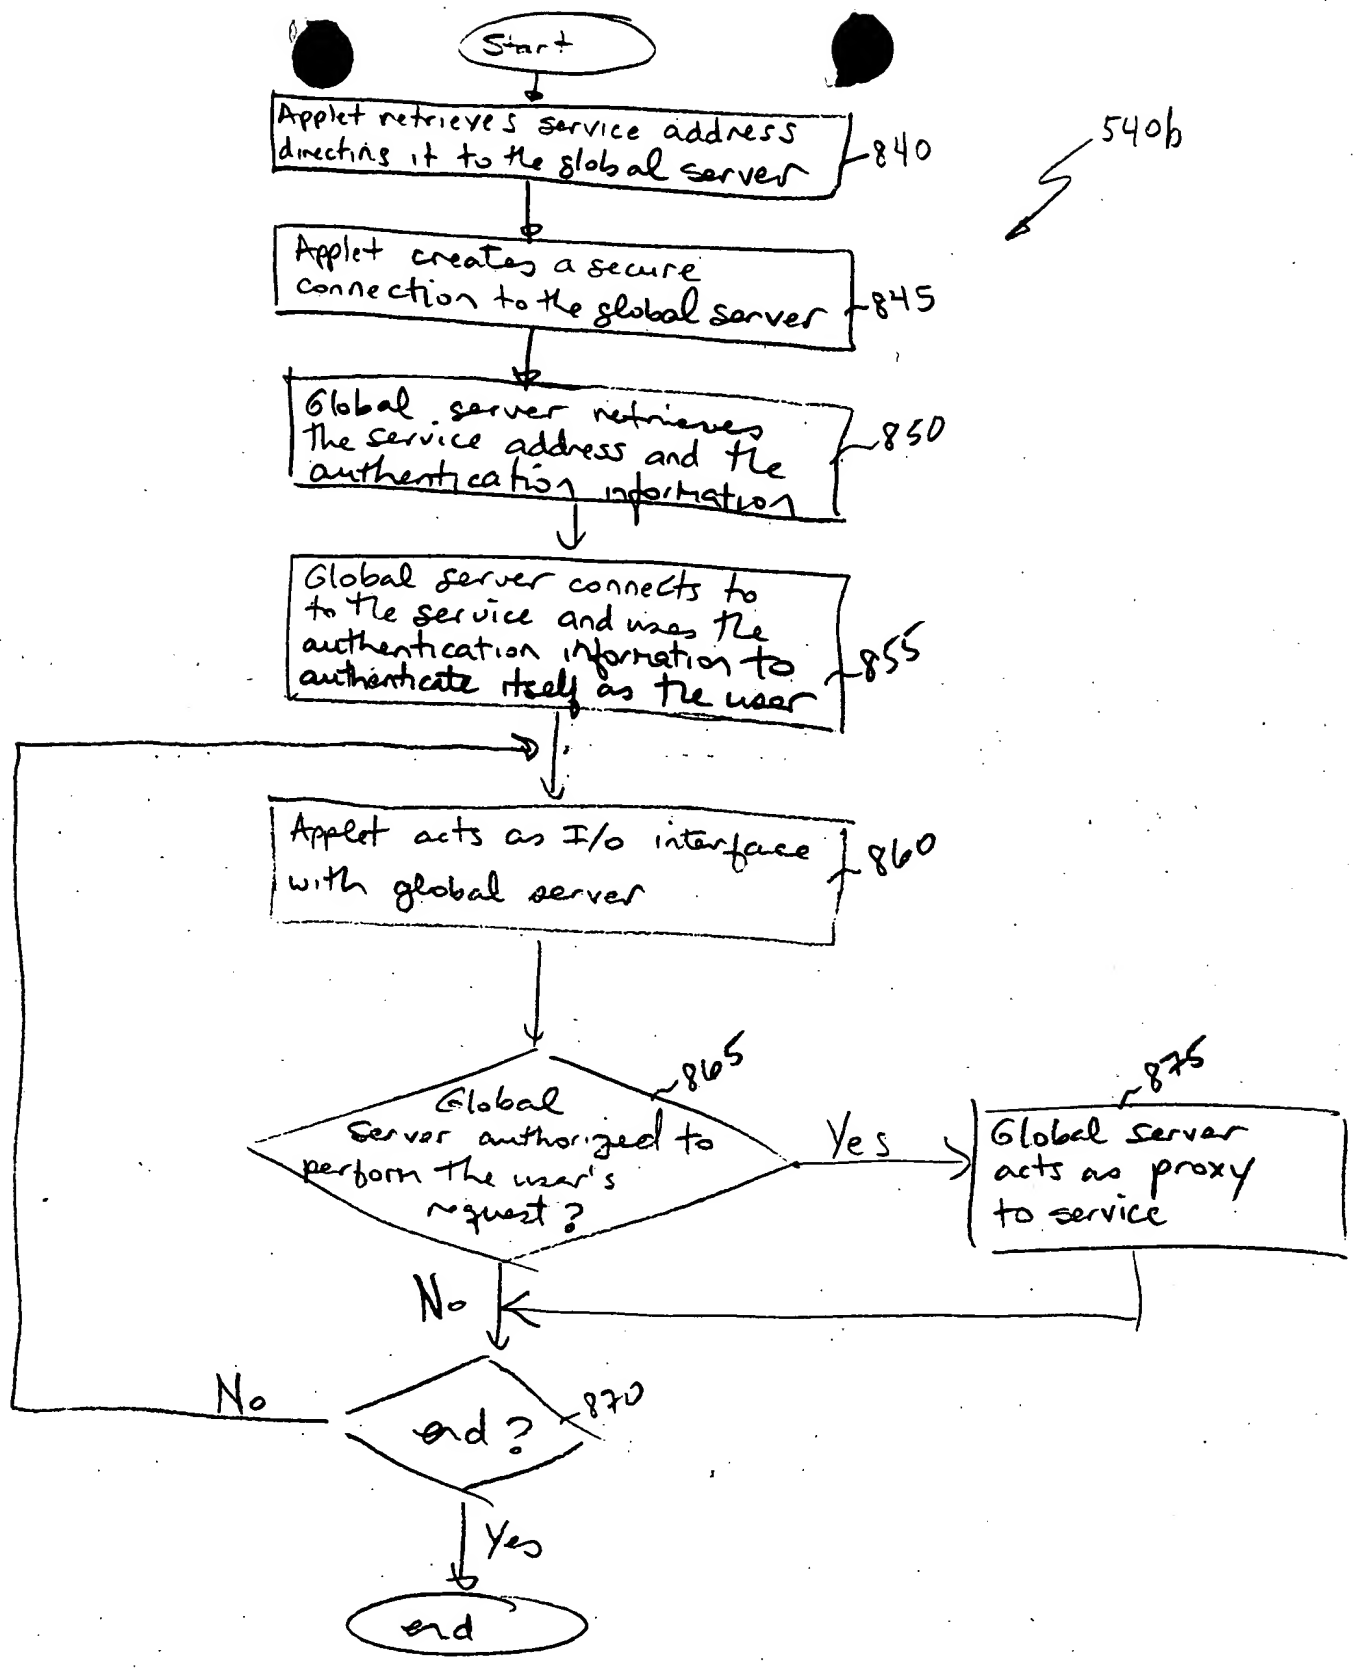 Start
Applet retrieves service address
directing it to the global server
840
540b
Applet creates a secure
connection to the global server
845
Global server retrieves
the service address and the
authentication information
850
Global server connects to
to the service and uses the
authentication information to
authenticate itself as the user
855
Applet acts as I/O interface
with global server
860
865
Global
server authorized to
perform the user's
request?
Yes
875
Global server
acts as proxy
to service
No
No
end?
870
Yes
end